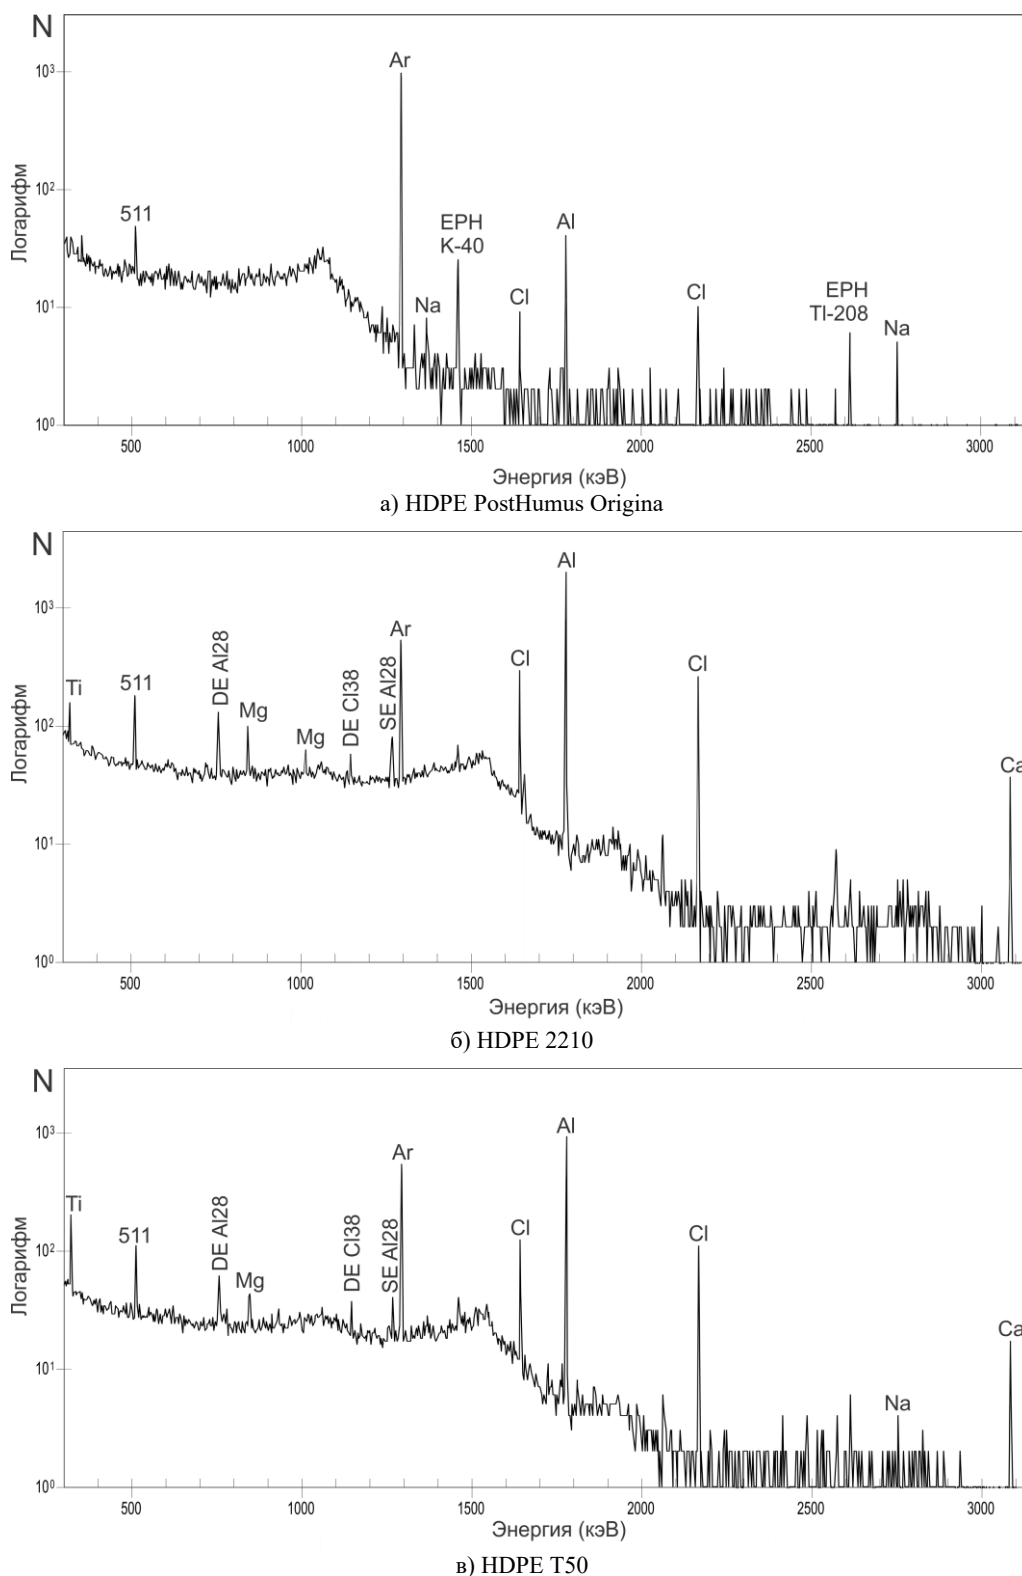 N
Логарифм
10³
10²
10¹
10⁰
511
Ar
Na
EPH
K-40
Cl
Al
Cl
EPH
Tl-208
Na
500
1000
1500
2000
2500
3000
Энергия (кэВ)
а) HDPE PostHumus Origina
N
Логарифм
10³
10²
10¹
10⁰
Ti
511
DE Al28
Mg
Mg
DE Cl38
SE Al28
Ar
Cl
Al
Cl
Ca
500
1000
1500
2000
2500
3000
Энергия (кэВ)
б) HDPE 2210
N
Логарифм
10³
10²
10¹
10⁰
Ti
511
DE Al28
Mg
DE Cl38
SE Al28
Ar
Cl
Al
Cl
Na
Ca
500
1000
1500
2000
2500
3000
Энергия (кэВ)
в) HDPE T50